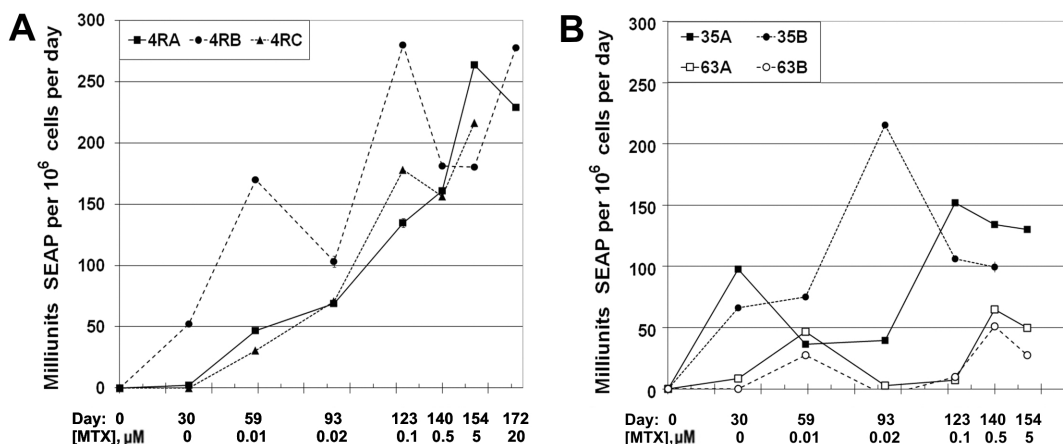 A
Milliunits SEAP per 10⁶ cells per day
300
250
200
150
100
50
0
4RA 4RB 4RC
Day: 0 30 59 93 123 140 154 172
[MTX], µM 0 0.01 0.02 0.1 0.5 5 20
B
Milliunits SEAP per 10⁶ cells per day
300
250
200
150
100
50
0
35A 35B
63A 63B
Day: 0 30 59 93 123 140 154
[MTX], µM 0 0.01 0.02 0.1 0.5 5